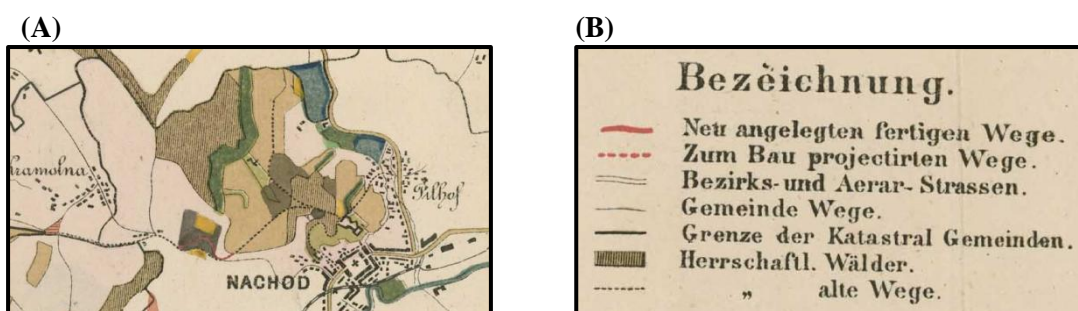 (A)
ramolna
Pilhof
NACHOD
(B)
Bezeichnung.
Neu angelegten fertigen Wege.
Zum Bau projectirten Wege.
Bezirks-und Aerar-Strassen.
Gemeinde Wege.
Grenze der Katastral Gemeinden.
Herrschaftl. Wälder.
„ alte Wege.